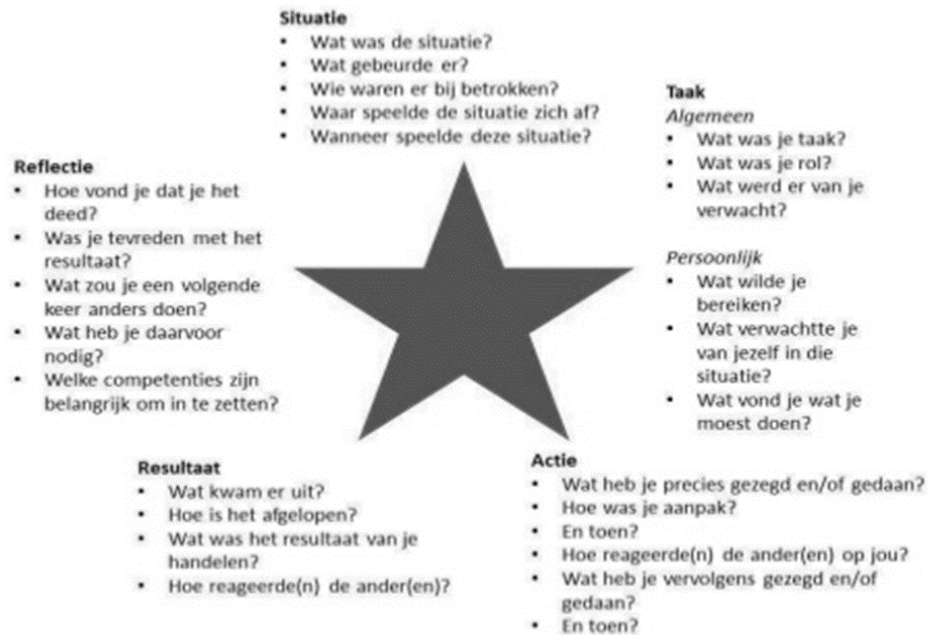 Situatie
• Wat was de situatie?
• Wat gebeurde er?
• Wie waren er bij betrokken?
• Waar speelde de situatie zich af?
• Wanneer speelde deze situatie?
Taak
Algemeen
• Wat was je taak?
• Wat was je rol?
• Wat werd er van je
verwacht?
Persoonlijk
• Wat wilde je
bereiken?
• Wat verwachtte je
van jezelf in die
situatie?
• Wat vond je wat je
moest doen?
Actie
• Wat heb je precies gezegd en/of gedaan?
• Hoe was je aanpak?
• En toen?
• Hoe reageerde(n) de ander(en) op jou?
• Wat heb je vervolgens gezegd en/of
gedaan?
• En toen?
Resultaat
• Wat kwam er uit?
• Hoe is het afgelopen?
• Wat was het resultaat van je
handelen?
• Hoe reageerde(n) de ander(en)?
Reflectie
• Hoe vond je dat je het
deed?
• Was je tevreden met het
resultaat?
• Wat zou je een volgende
keer anders doen?
• Wat heb je daarvoor
nodig?
• Welke competenties zijn
belangrijk om in te zetten?